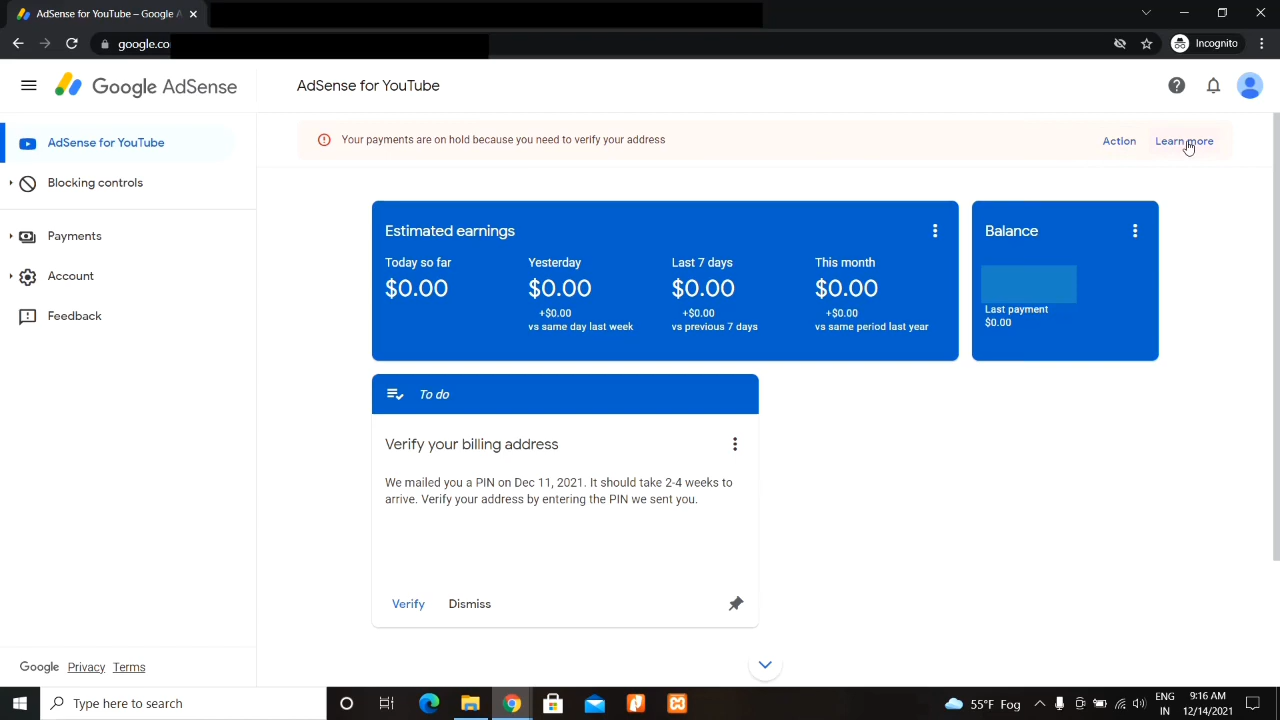 AdSense for YouTube – Google A
google.co
Incognito
Google AdSense
AdSense for YouTube
Your payments are on hold because you need to verify your address
Action
Learn more
AdSense for YouTube
Blocking controls
Payments
Account
Feedback
Estimated earnings
Today so far
$0.00
Yesterday
$0.00
+$0.00
vs same day last week
Last 7 days
$0.00
+$0.00
vs previous 7 days
This month
$0.00
+$0.00
vs same period last year
Balance
Last payment
$0.00
To do
Verify your billing address
We mailed you a PIN on Dec 11, 2021. It should take 2-4 weeks to
arrive. Verify your address by entering the PIN we sent you.
Verify
Dismiss
Google Privacy Terms
Type here to search
55°F Fog
ENG
IN
9:16 AM
12/14/2021